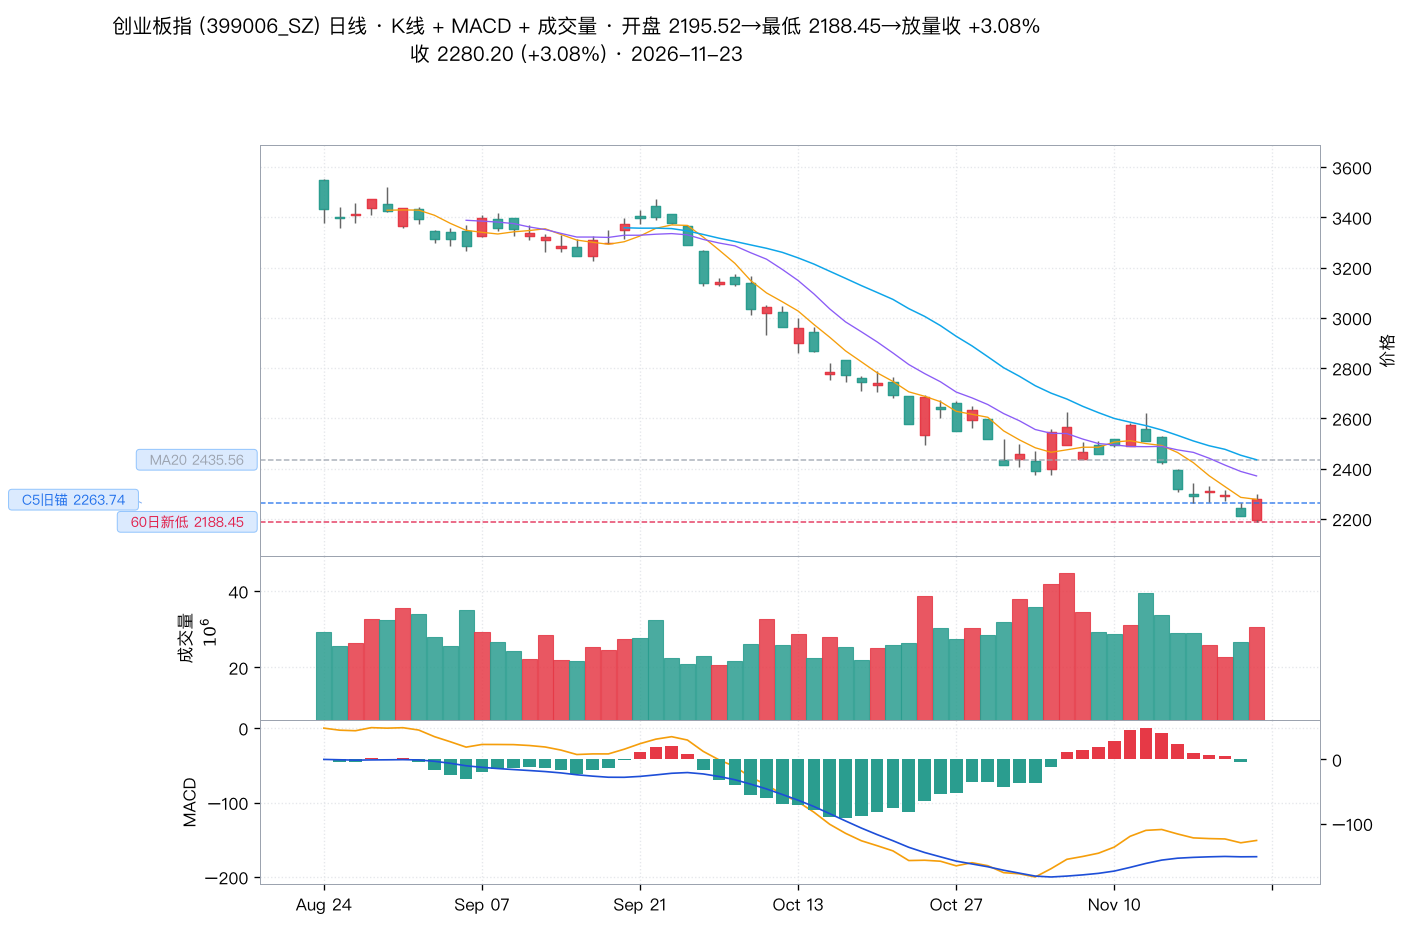 创业板指 (399006_SZ) 日线 · K线 + MACD + 成交量 · 开盘 2195.52→最低 2188.45→放量收 +3.08%
收 2280.20 (+3.08%) · 2026−11−23
3600
3400
3200
3000
2800
2600
2400
2200
价格
MA20 2435.56
C5旧锚 2263.74
60日新低 2188.45
成交量
10⁶
40
20
MACD
0
−100
−200
0
−100
Aug 24
Sep 07
Sep 21
Oct 13
Oct 27
Nov 10